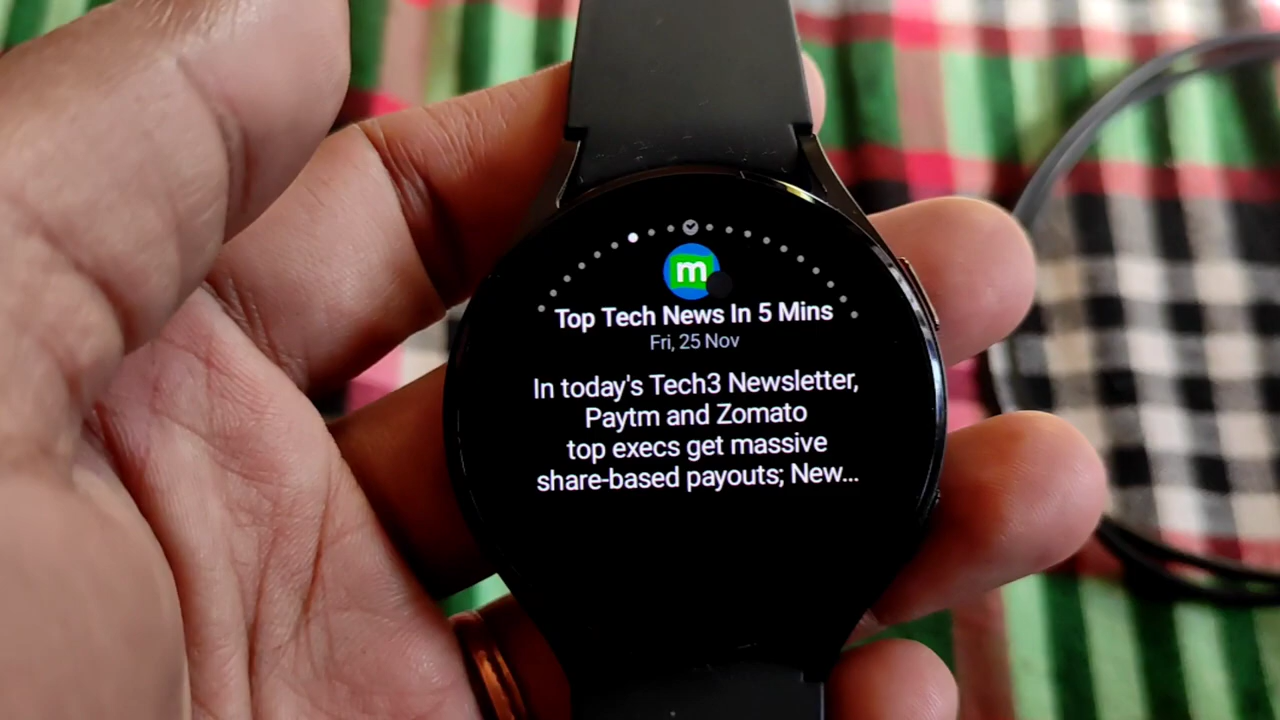 m
Top Tech News In 5 Mins
Fri, 25 Nov
In today's Tech3 Newsletter,
Paytm and Zomato
top execs get massive
share-based payouts; New...